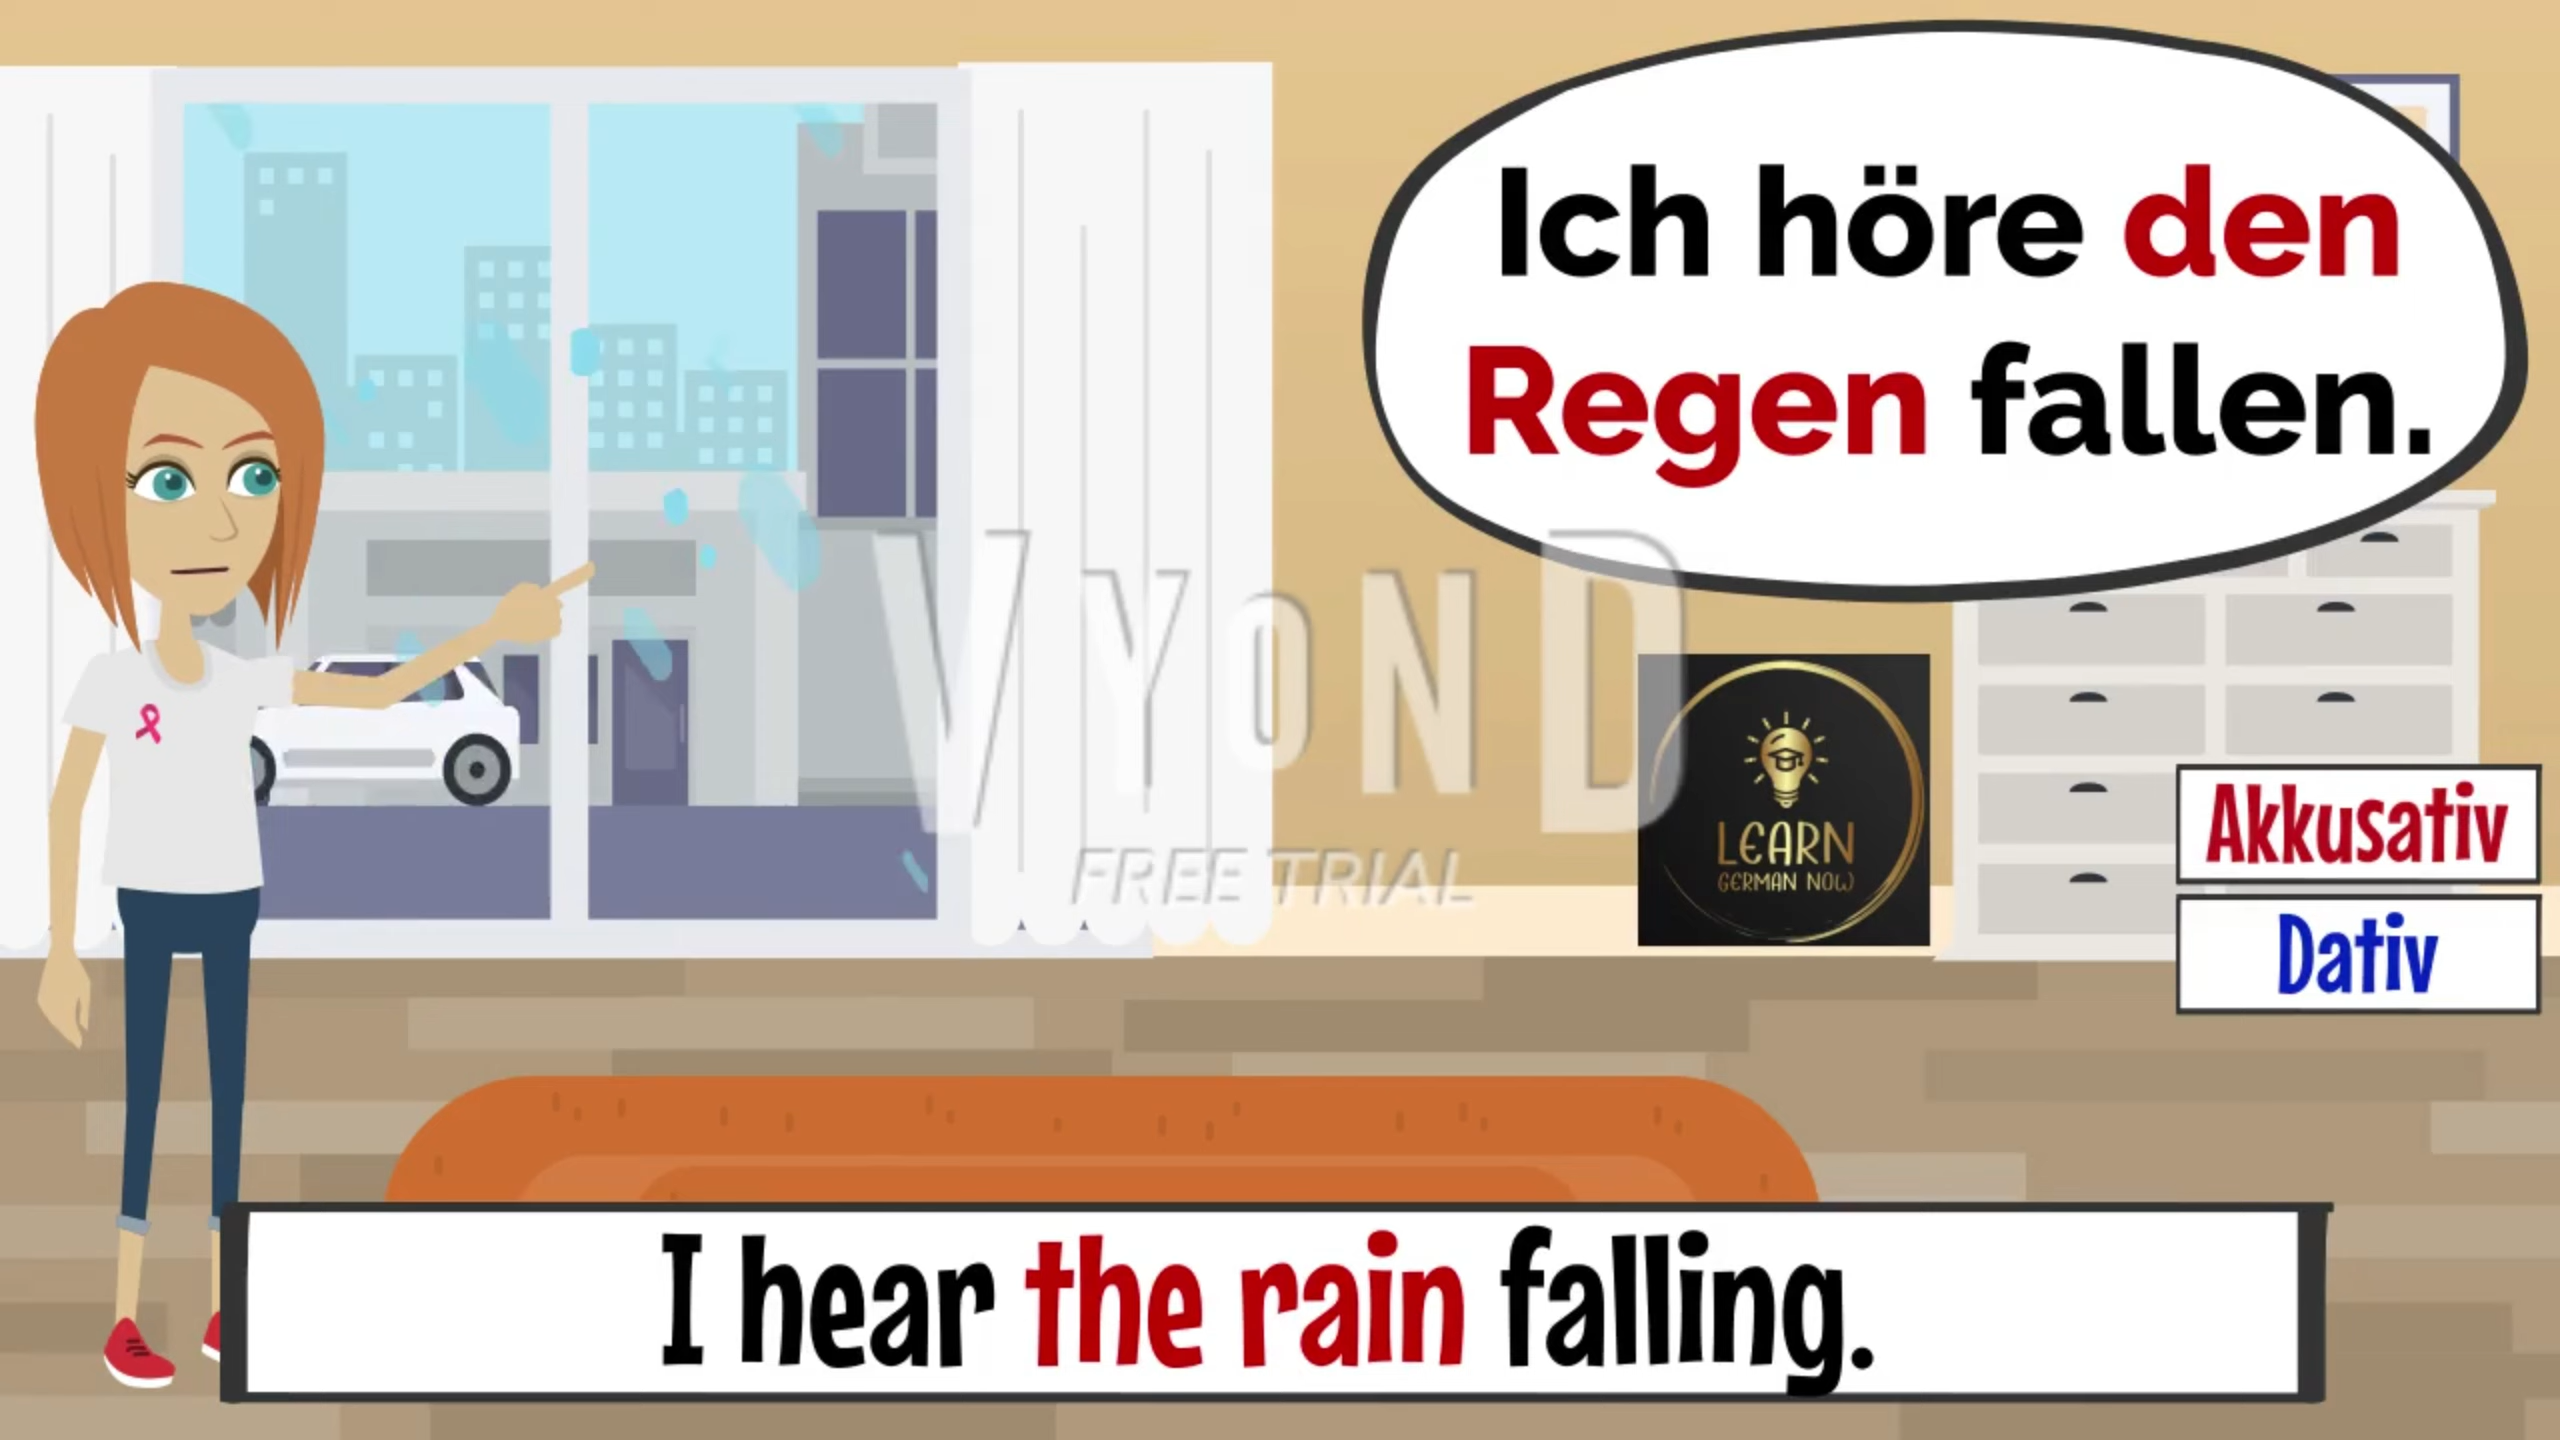 Ich höre den
Regen fallen.
VYOND
FREE TRIAL
LEARN
GERMAN NOW
Akkusativ
Dativ
I hear the rain falling.